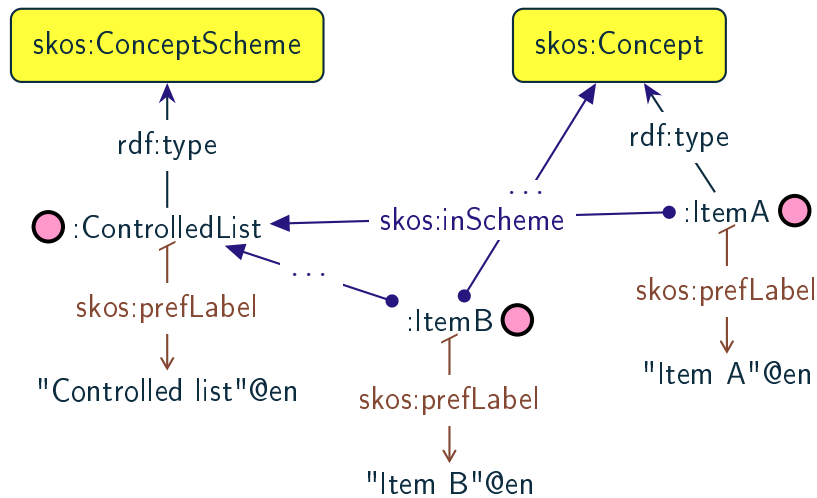 skos:ConceptScheme
skos:Concept
rdf:type
rdf:type
...
:ControlledList
skos:inScheme
:ItemA
...
skos:prefLabel
skos:prefLabel
:ItemB
"Controlled list"@en
"Item A"@en
skos:prefLabel
"Item B"@en